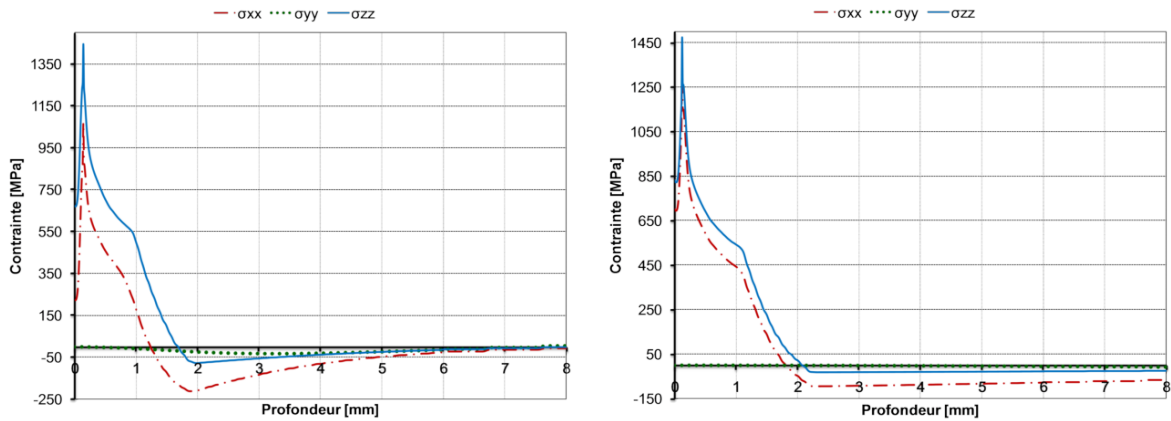 σxx σyy σzz
1350
1150
950
750
550
350
150
-50
-250
0 1 2 3 4 5 6 7 8
Contrainte [MPa]
Profondeur [mm]
σxx σyy σzz
1450
1250
1050
850
650
450
250
50
-150
0 1 2 3 4 5 6 7 8
Contrainte [MPa]
Profondeur [mm]